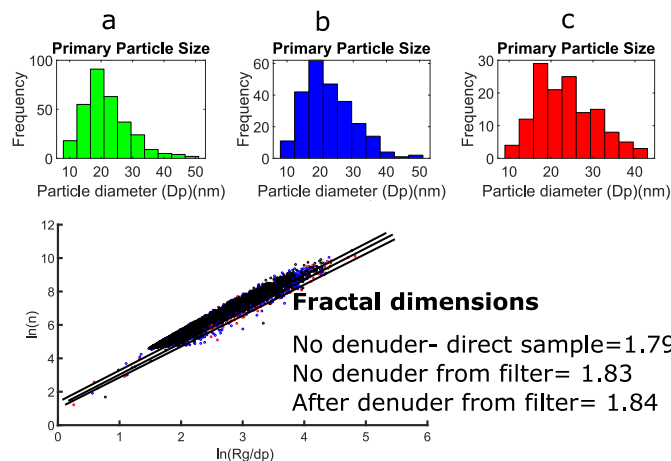 a b c
Primary Particle Size Primary Particle Size Primary Particle Size
100
50
0
Frequency
10 20 30 40 50
Particle diameter (Dp)(nm)
60
40
20
0
Frequency
10 20 30 40 50
Particle diameter (Dp)(nm)
30
20
10
0
Frequency
10 20 30 40
Particle diameter (Dp)(nm)
12
10
8
6
4
2
0
ln(n)
0 1 2 3 4 5 6
ln(Rg/dp)
Fractal dimensions
No denuder- direct sample=1.79
No denuder from filter= 1.83
After denuder from filter= 1.84